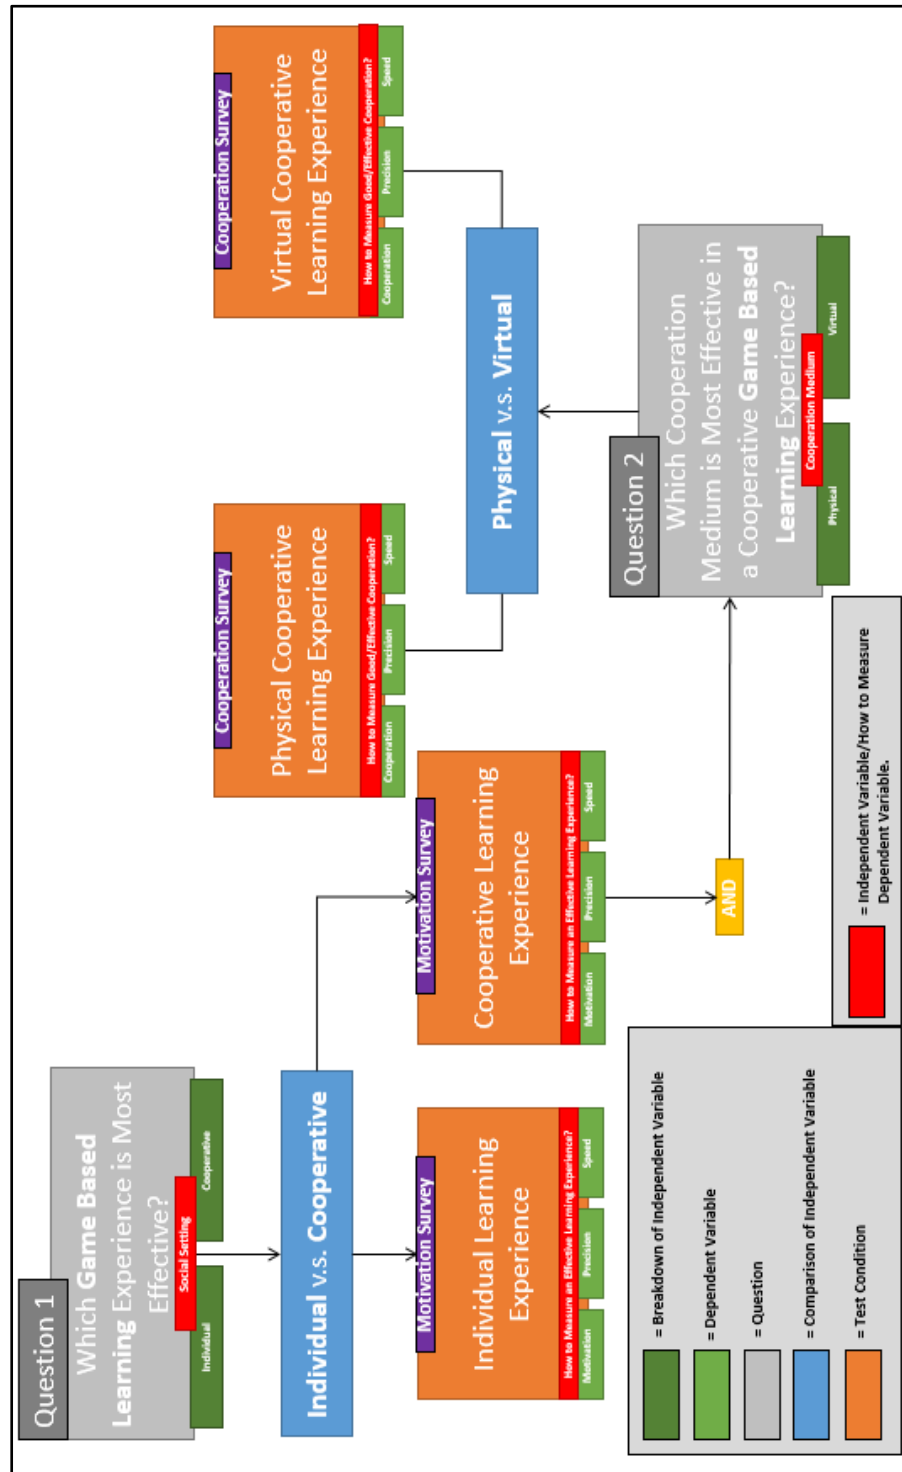 Question 1
Which Game Based
Learning Experience is Most
Effective?
Social Setting
Individual
Cooperative
Individual v.s. Cooperative
Motivation Survey
Individual Learning
Experience
How to Measure an Effective Learning Experience?
Motivation
Precision
Speed
Motivation Survey
Cooperative Learning
Experience
How to Measure an Effective Learning Experience?
Motivation
Precision
Speed
AND
Question 2
Which Cooperation
Medium is Most Effective in
a Cooperative Game Based
Learning Experience?
Cooperation Medium
Physical
Virtual
Physical v.s. Virtual
Cooperation Survey
Physical Cooperative
Learning Experience
How to Measure Good/Effective Cooperation?
Cooperation
Precision
Speed
Cooperation Survey
Virtual Cooperative
Learning Experience
How to Measure Good/Effective Cooperation?
Cooperation
Precision
Speed
= Breakdown of Independent Variable
= Dependent Variable
= Question
= Comparison of Independent Variable
= Test Condition
= Independent Variable/How to Measure
Dependent Variable.